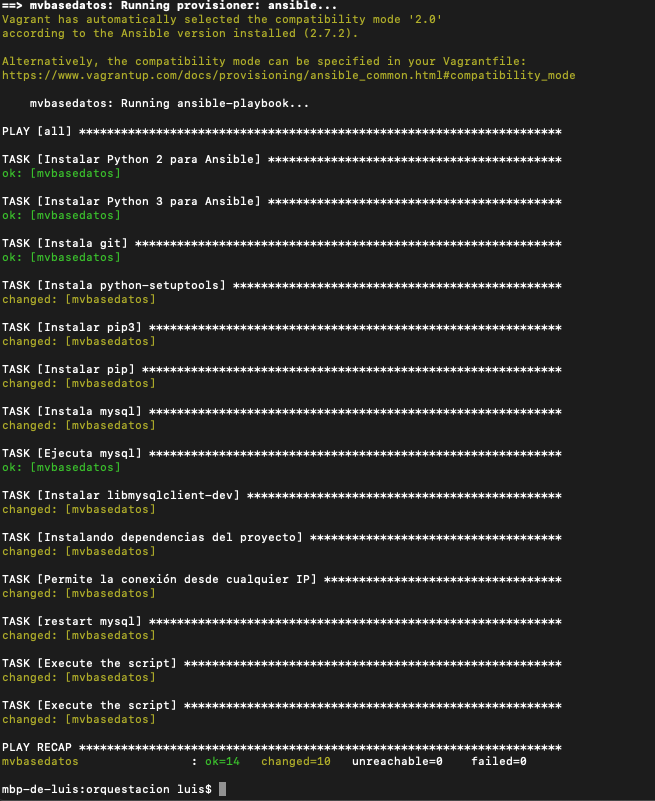 ==> mvbasedatos: Running provisioner: ansible...
Vagrant has automatically selected the compatibility mode '2.0'
according to the Ansible version installed (2.7.2).
Alternatively, the compatibility mode can be specified in your Vagrantfile:
https://www.vagrantup.com/docs/provisioning/ansible_common.html#compatibility_mode
    mvbasedatos: Running ansible-playbook...
PLAY [all] *********************************************************************
TASK [Instalar Python 2 para Ansible] ******************************************
ok: [mvbasedatos]
TASK [Instalar Python 3 para Ansible] ******************************************
ok: [mvbasedatos]
TASK [Instala git] *************************************************************
ok: [mvbasedatos]
TASK [Instala python-setuptools] ***********************************************
changed: [mvbasedatos]
TASK [Instalar pip3] ***********************************************************
changed: [mvbasedatos]
TASK [Instalar pip] ************************************************************
changed: [mvbasedatos]
TASK [Instala mysql] ***********************************************************
changed: [mvbasedatos]
TASK [Ejecuta mysql] ***********************************************************
ok: [mvbasedatos]
TASK [Instalar libmysqlclient-dev] *********************************************
changed: [mvbasedatos]
TASK [Instalando dependencias del proyecto] ************************************
changed: [mvbasedatos]
TASK [Permite la conexión desde cualquier IP] **********************************
changed: [mvbasedatos]
TASK [restart mysql] ***********************************************************
changed: [mvbasedatos]
TASK [Execute the script] ******************************************************
changed: [mvbasedatos]
TASK [Execute the script] ******************************************************
changed: [mvbasedatos]
PLAY RECAP *********************************************************************
mvbasedatos                : ok=14   changed=10   unreachable=0    failed=0
mbp-de-luis:orquestacion luis$